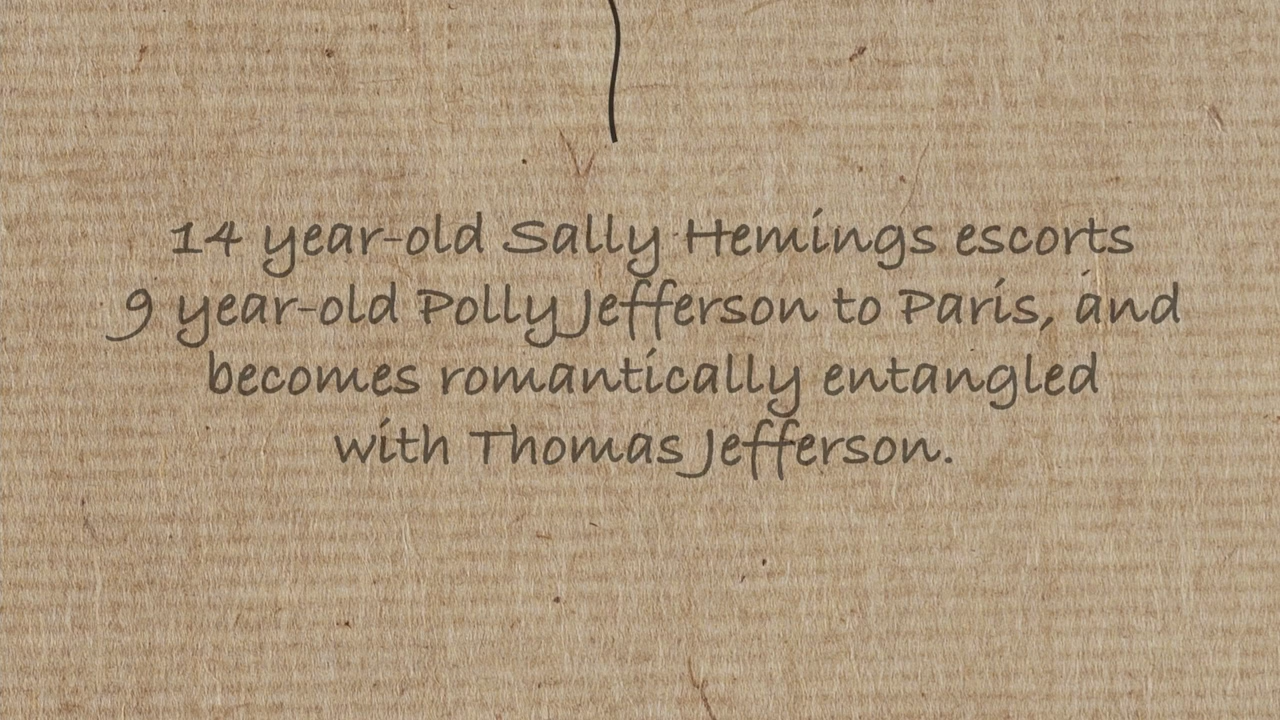 14 year-old Sally Hemings escorts
9 year-old Polly Jefferson to Paris, and
becomes romantically entangled
with Thomas Jefferson.